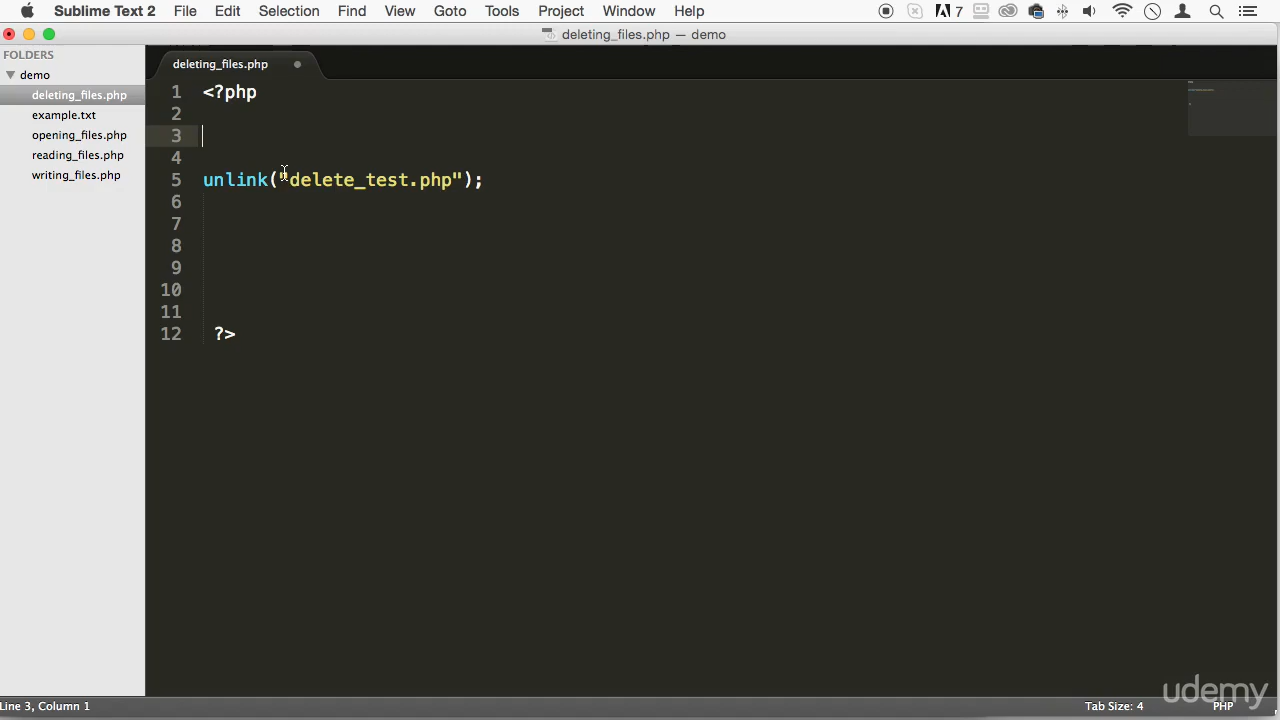 Sublime Text 2 File Edit Selection Find View Goto Tools Project Window Help 7
deleting_files.php — demo
FOLDERS
demo
deleting_files.php
example.txt
opening_files.php
reading_files.php
writing_files.php
deleting_files.php
1 <?php
2
3
4
5 unlink("delete_test.php");
6
7
8
9
10
11
12 ?>
udemy
Line 3, Column 1 Tab Size: 4 PHP